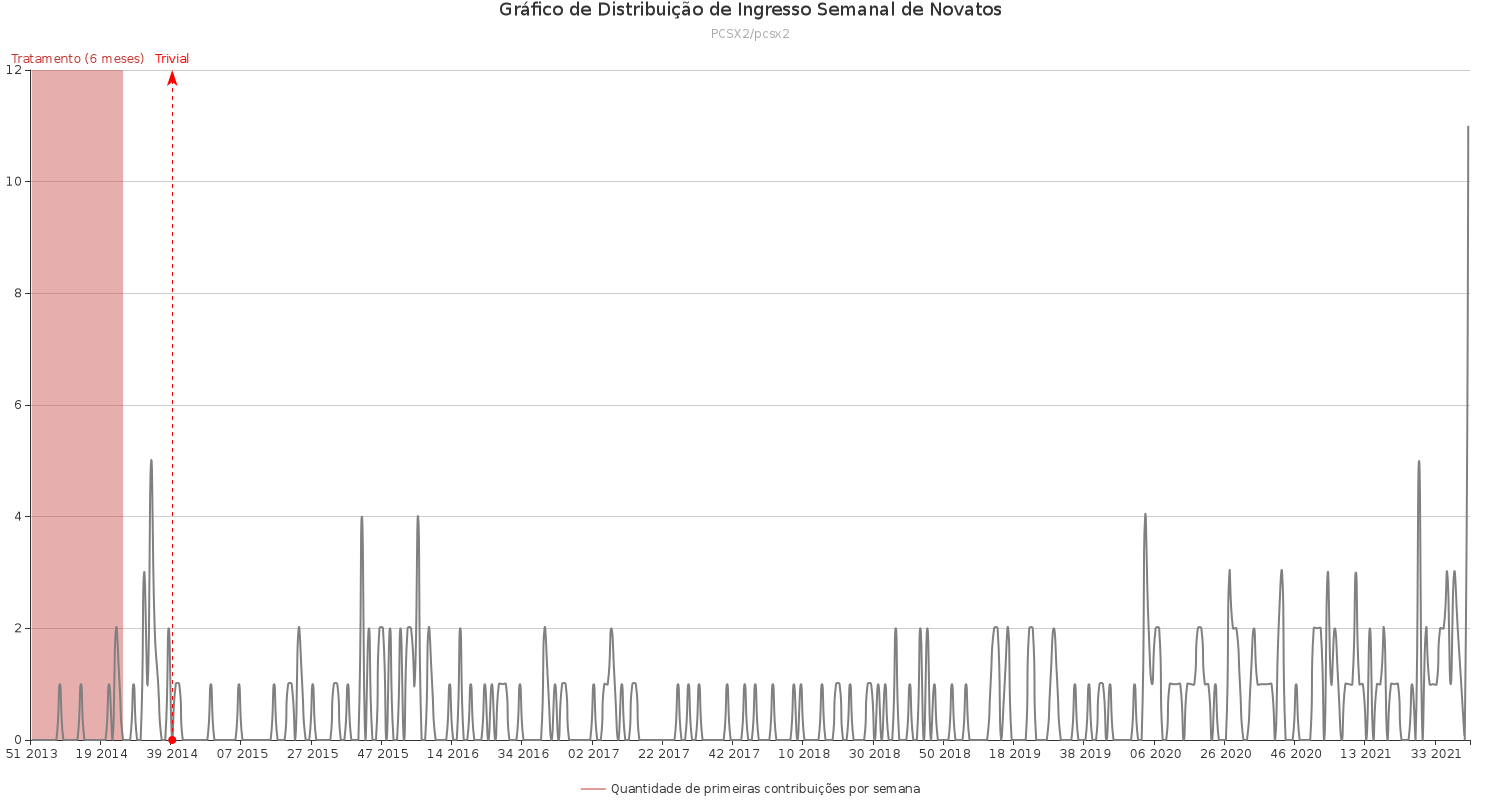 Gráfico de Distribuição de Ingresso Semanal de Novatos
PCSX2/pcsx2
Tratamento (6 meses) Trivial
12
10
8
6
4
2
0
51 2013 19 2014 39 2014 07 2015 27 2015 47 2015 14 2016 34 2016 02 2017 22 2017 42 2017 10 2018 30 2018 50 2018 18 2019 38 2019 06 2020 26 2020 46 2020 13 2021 33 2021
Quantidade de primeiras contribuições por semana